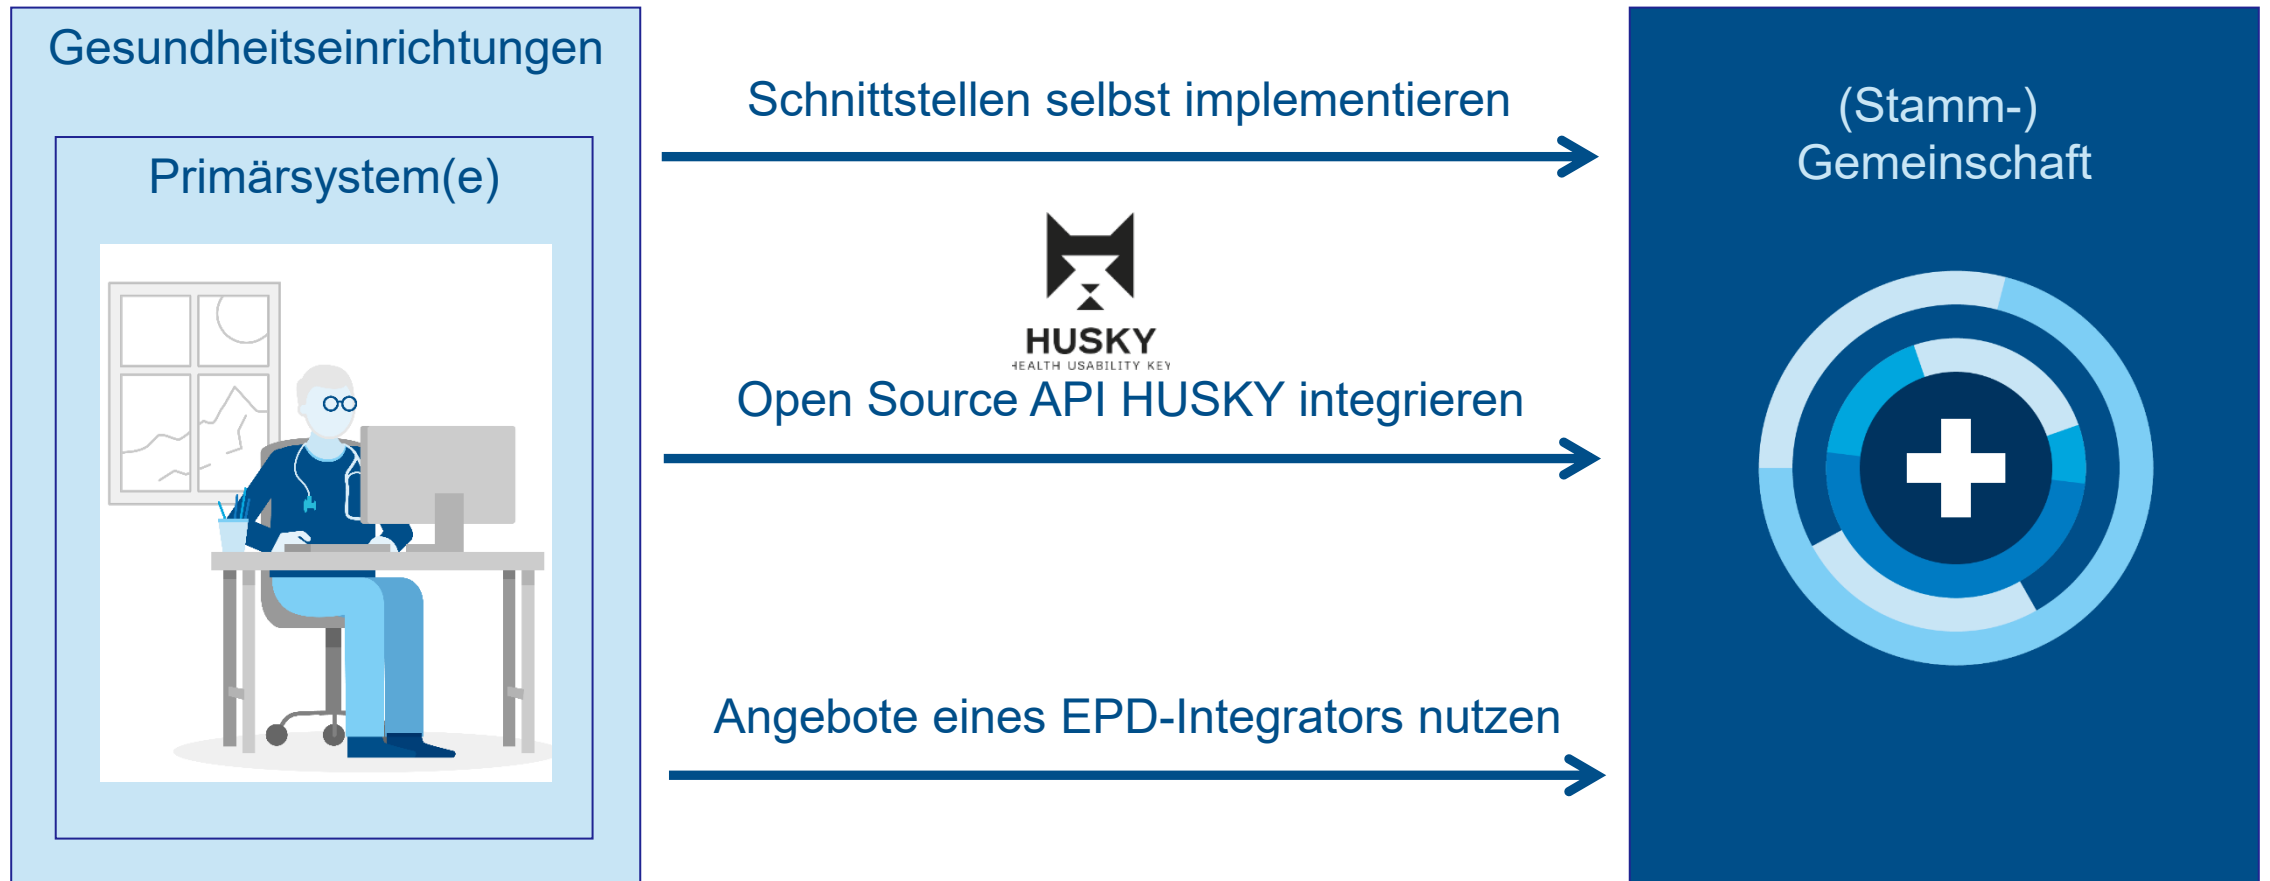 Gesundheitseinrichtungen
Primärsystem(e)
Schnittstellen selbst implementieren
HUSKY
HEALTH USABILITY KEY
Open Source API HUSKY integrieren
Angebote eines EPD-Integrators nutzen
(Stamm-)
Gemeinschaft